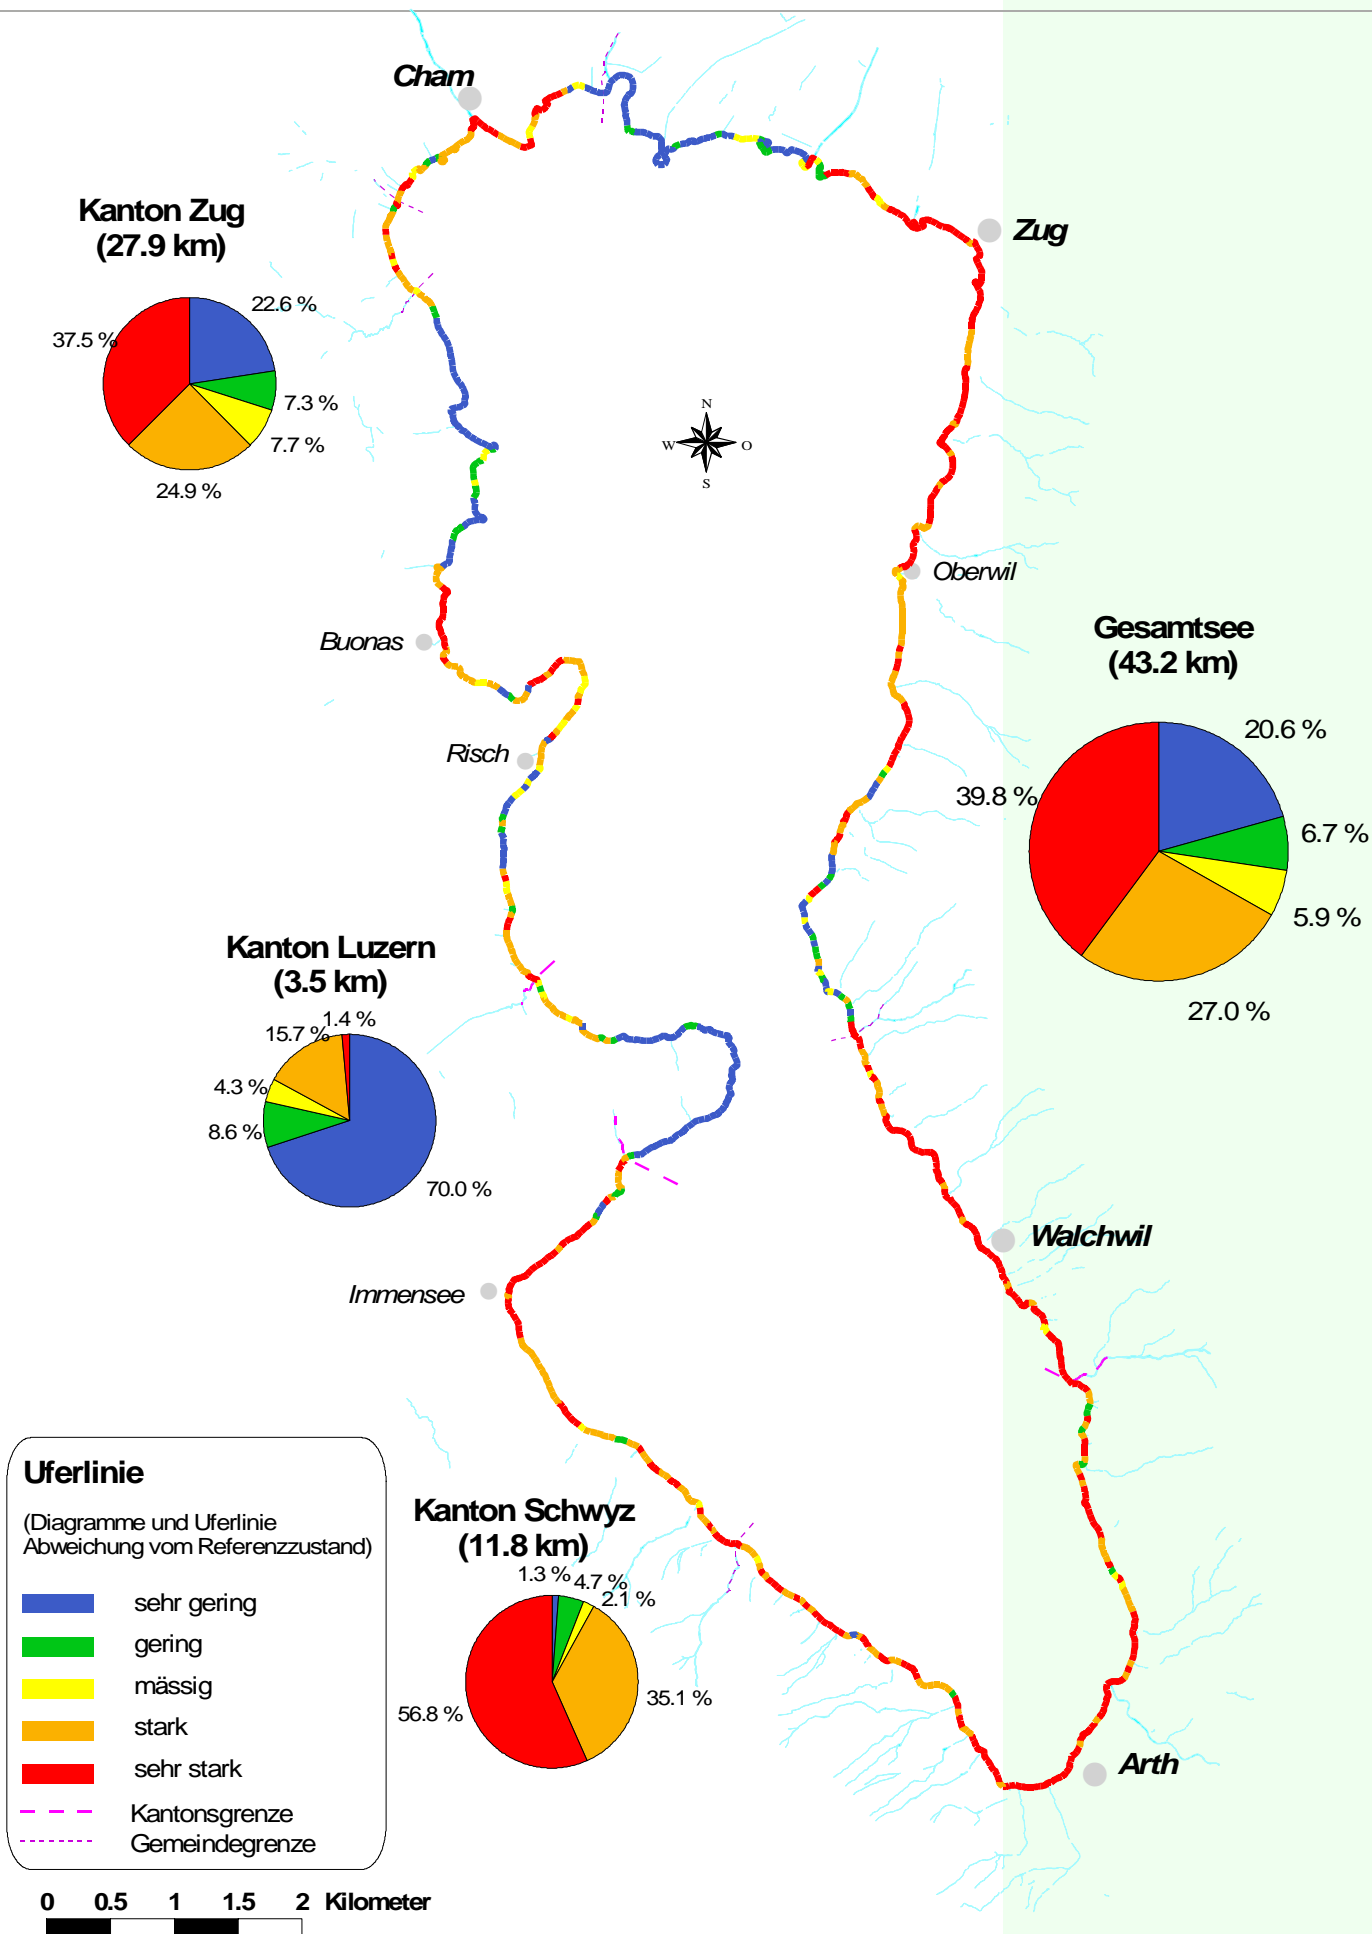 Cham
Zug
Kanton Zug
(27.9 km)
22.6 %
37.5 %
7.3 %
7.7 %
24.9 %
N
W
O
S
Oberwil
Buonas
Gesamtsee
(43.2 km)
20.6 %
39.8 %
6.7 %
5.9 %
27.0 %
Risch
Kanton Luzern
(3.5 km)
1.4 %
15.7 %
4.3 %
8.6 %
70.0 %
Walchwil
Immensee
Kanton Schwyz
(11.8 km)
1.3 %
4.7 %
2.1 %
35.1 %
56.8 %
Arth
Uferlinie
(Diagramme und Uferlinie
Abweichung vom Referenzzustand)
sehr gering
gering
mässig
stark
sehr stark
Kantonsgrenze
Gemeindegrenze
0 0.5 1 1.5 2 Kilometer